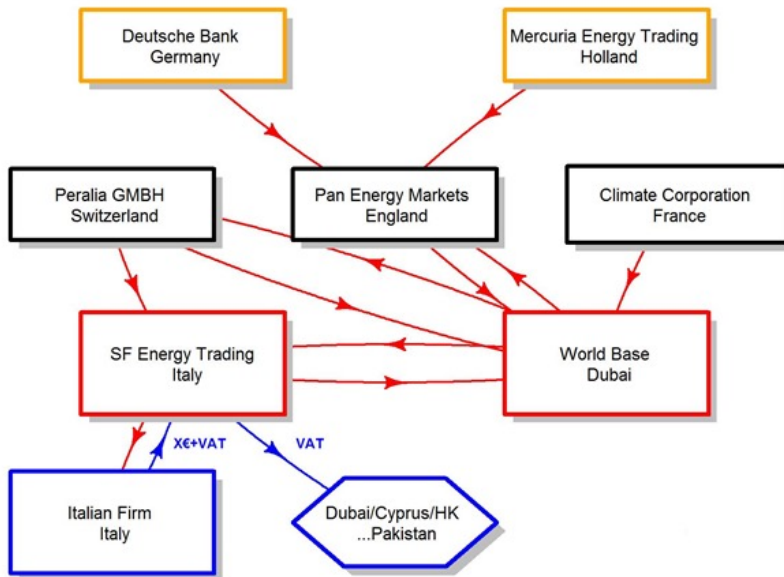 Deutsche Bank
Germany
Mercuria Energy Trading
Holland
Peralia GMBH
Switzerland
Pan Energy Markets
England
Climate Corporation
France
SF Energy Trading
Italy
World Base
Dubai
X€+VAT
VAT
Italian Firm
Italy
Dubai/Cyprus/HK
...Pakistan